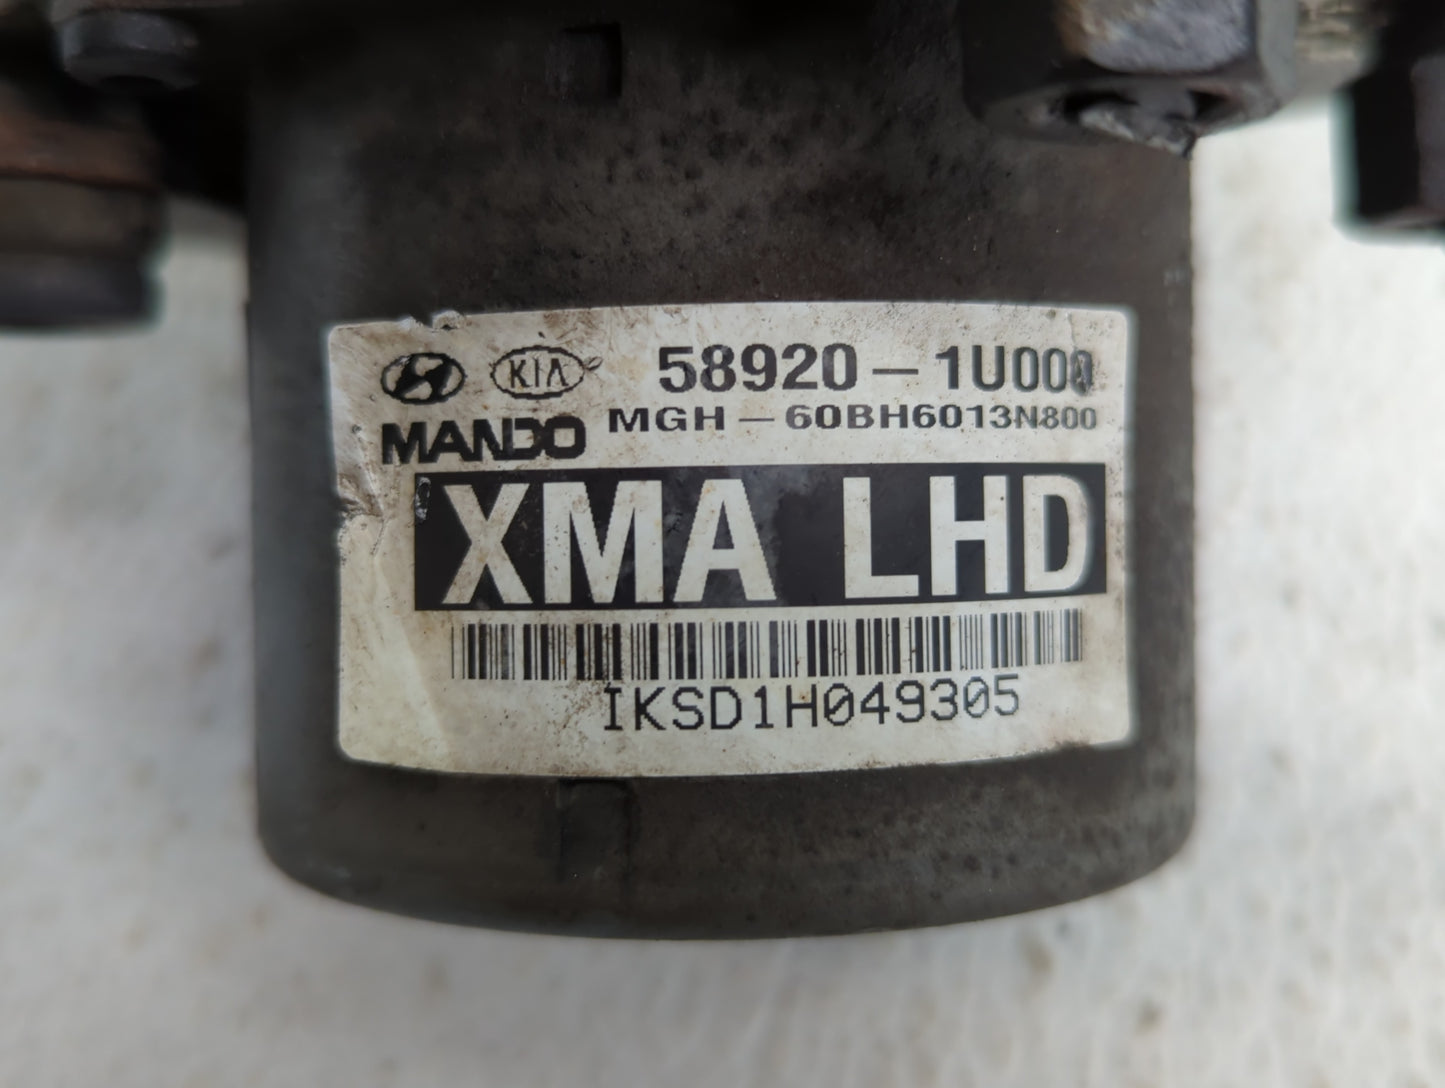 KIA 58920-1U000
MANDO MGH-60BH6013N800
XMA LHD
IKSD1H049305